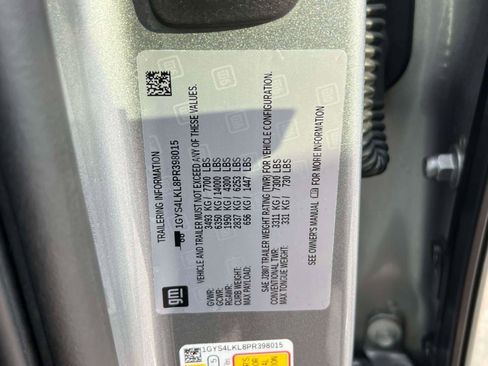 TRAILERING INFORMATION
1GYS4LKL8PR398015
VEHICLE AND TRAILER MUST NOT EXCEED ANY OF THESE VALUES.
GVWR: 3493 KG / 7700 LBS
GCWR: 6350 KG / 14000 LBS
RGAWR: 1950 KG / 4300 LBS
CURB WEIGHT: 2837 KG / 6253 LBS
MAX PAYLOAD: 656 KG / 1447 LBS
SAE J2807 TRAILER WEIGHT RATING (TWR) FOR VEHICLE CONFIGURATION.
CONVENTIONAL TWR: 3311 KG / 7300 LBS
MAX TONGUE WEIGHT: 331 KG / 730 LBS
SEE OWNER'S MANUAL FOR MORE INFORMATION
gm
1GYS4LKL8PR398015